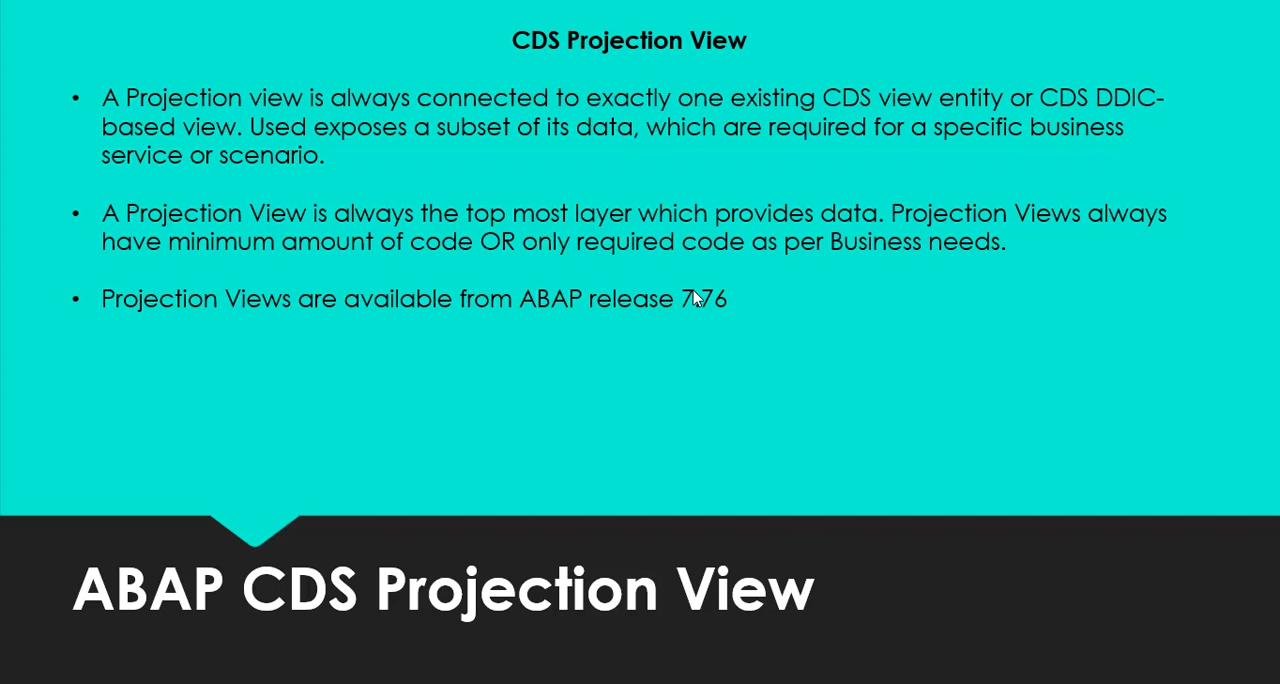 CDS Projection View
• A Projection view is always connected to exactly one existing CDS view entity or CDS DDIC-
based view. Used exposes a subset of its data, which are required for a specific business
service or scenario.
• A Projection View is always the top most layer which provides data. Projection Views always
have minimum amount of code OR only required code as per Business needs.
• Projection Views are available from ABAP release 7.76
ABAP CDS Projection View